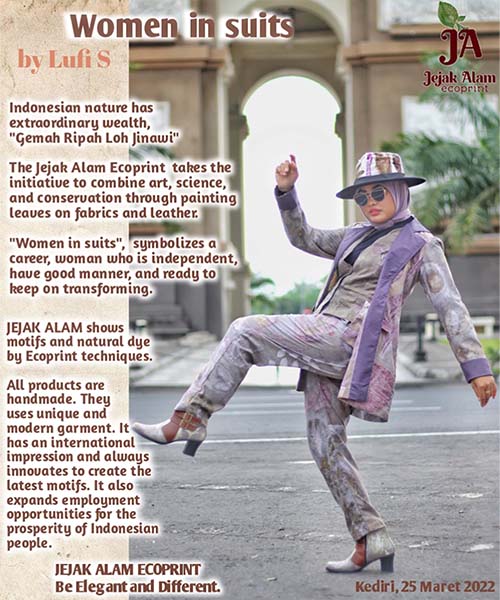 Women in suits
by Lufi S
JA
Jejak Alam
ecoprint
Indonesian nature has
extraordinary wealth,
"Gemah Ripah Loh Jinawi"
The Jejak Alam Ecoprint takes the
initiative to combine art, science,
and conservation through painting
leaves on fabrics and leather.
"Women in suits", symbolizes a
career, woman who is independent,
have good manner, and ready to
keep on transforming.
JEJAK ALAM shows
motifs and natural dye
by Ecoprint techniques.
All products are
handmade. They
uses unique and
modern garment. It
has an international
impression and always
innovates to create the
latest motifs. It also
expands employment
opportunities for the
prosperity of Indonesian
people.
JEJAK ALAM ECOPRINT
Be Elegant and Different.
Kediri, 25 Maret 2022